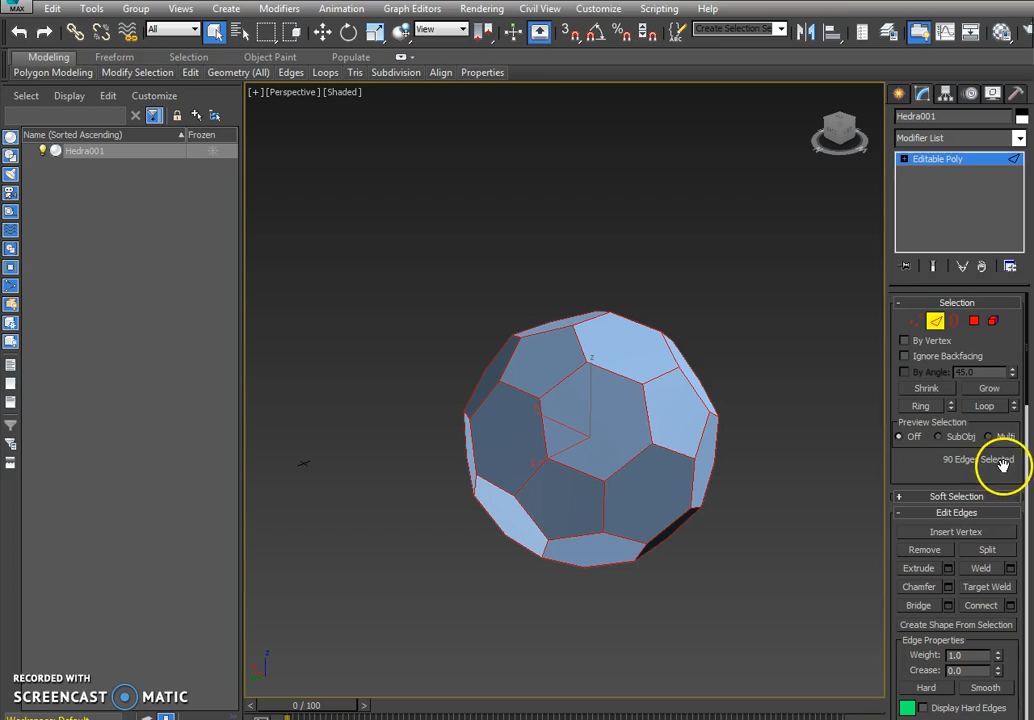 MAX Edit Tools Group Views Create Modifiers Animation Graph Editors Rendering Civil View Customize Scripting Help
All View Create Selection Se
Modeling Freeform Selection Object Paint Populate
Polygon Modeling Modify Selection Edit Geometry (All) Edges Loops Tris Subdivision Align Properties
Select Display Edit Customize
Name (Sorted Ascending) Frozen
Hedra001
[+] [Perspective] [Shaded]
z
z
Hedra001
Modifier List
Editable Poly
- Selection
By Vertex
Ignore Backfacing
By Angle: 45.0
Shrink Grow
Ring Loop
Preview Selection
Off SubObj Multi
90 Edges Selected
+ Soft Selection
- Edit Edges
Insert Vertex
Remove Split
Extrude Weld
Chamfer Target Weld
Bridge Connect
Create Shape From Selection
Edge Properties
Weight: 1.0
Crease: 0.0
Hard Smooth
Display Hard Edges
RECORDED WITH
SCREENCAST MATIC
< 0 / 100 >
Workspace: Default